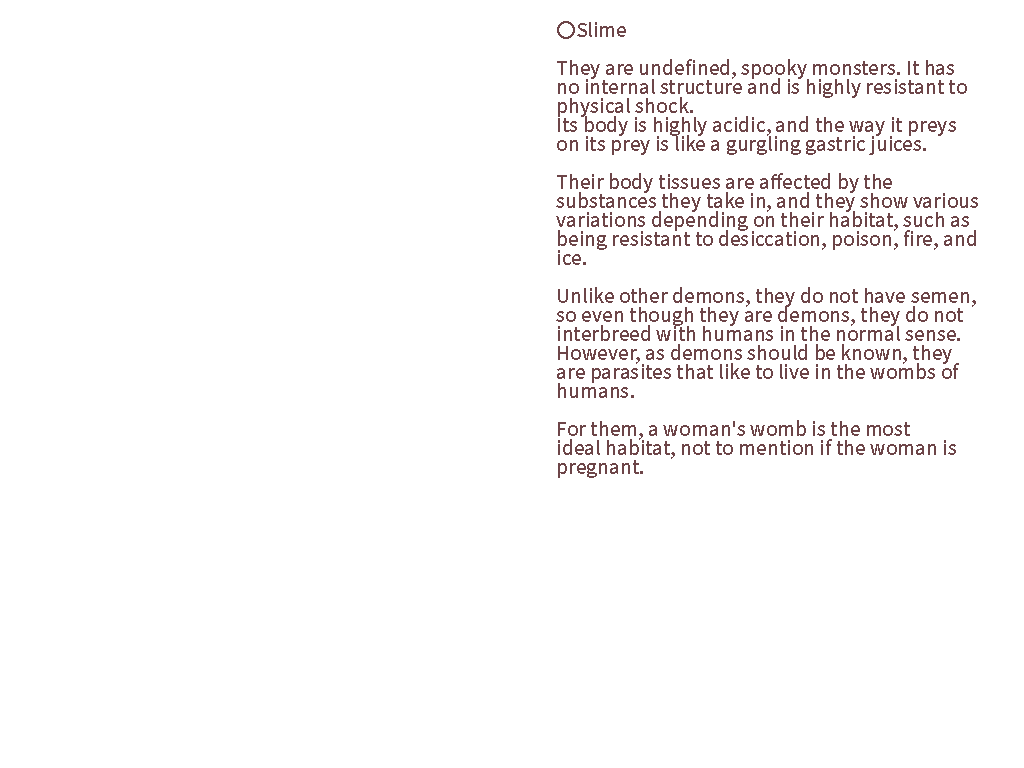 ○Slime
They are undefined, spooky monsters. It has
no internal structure and is highly resistant to
physical shock.
Its body is highly acidic, and the way it preys
on its prey is like a gurgling gastric juices.
Their body tissues are affected by the
substances they take in, and they show various
variations depending on their habitat, such as
being resistant to desiccation, poison, fire, and
ice.
Unlike other demons, they do not have semen,
so even though they are demons, they do not
interbreed with humans in the normal sense.
However, as demons should be known, they
are parasites that like to live in the wombs of
humans.
For them, a woman's womb is the most
ideal habitat, not to mention if the woman is
pregnant.